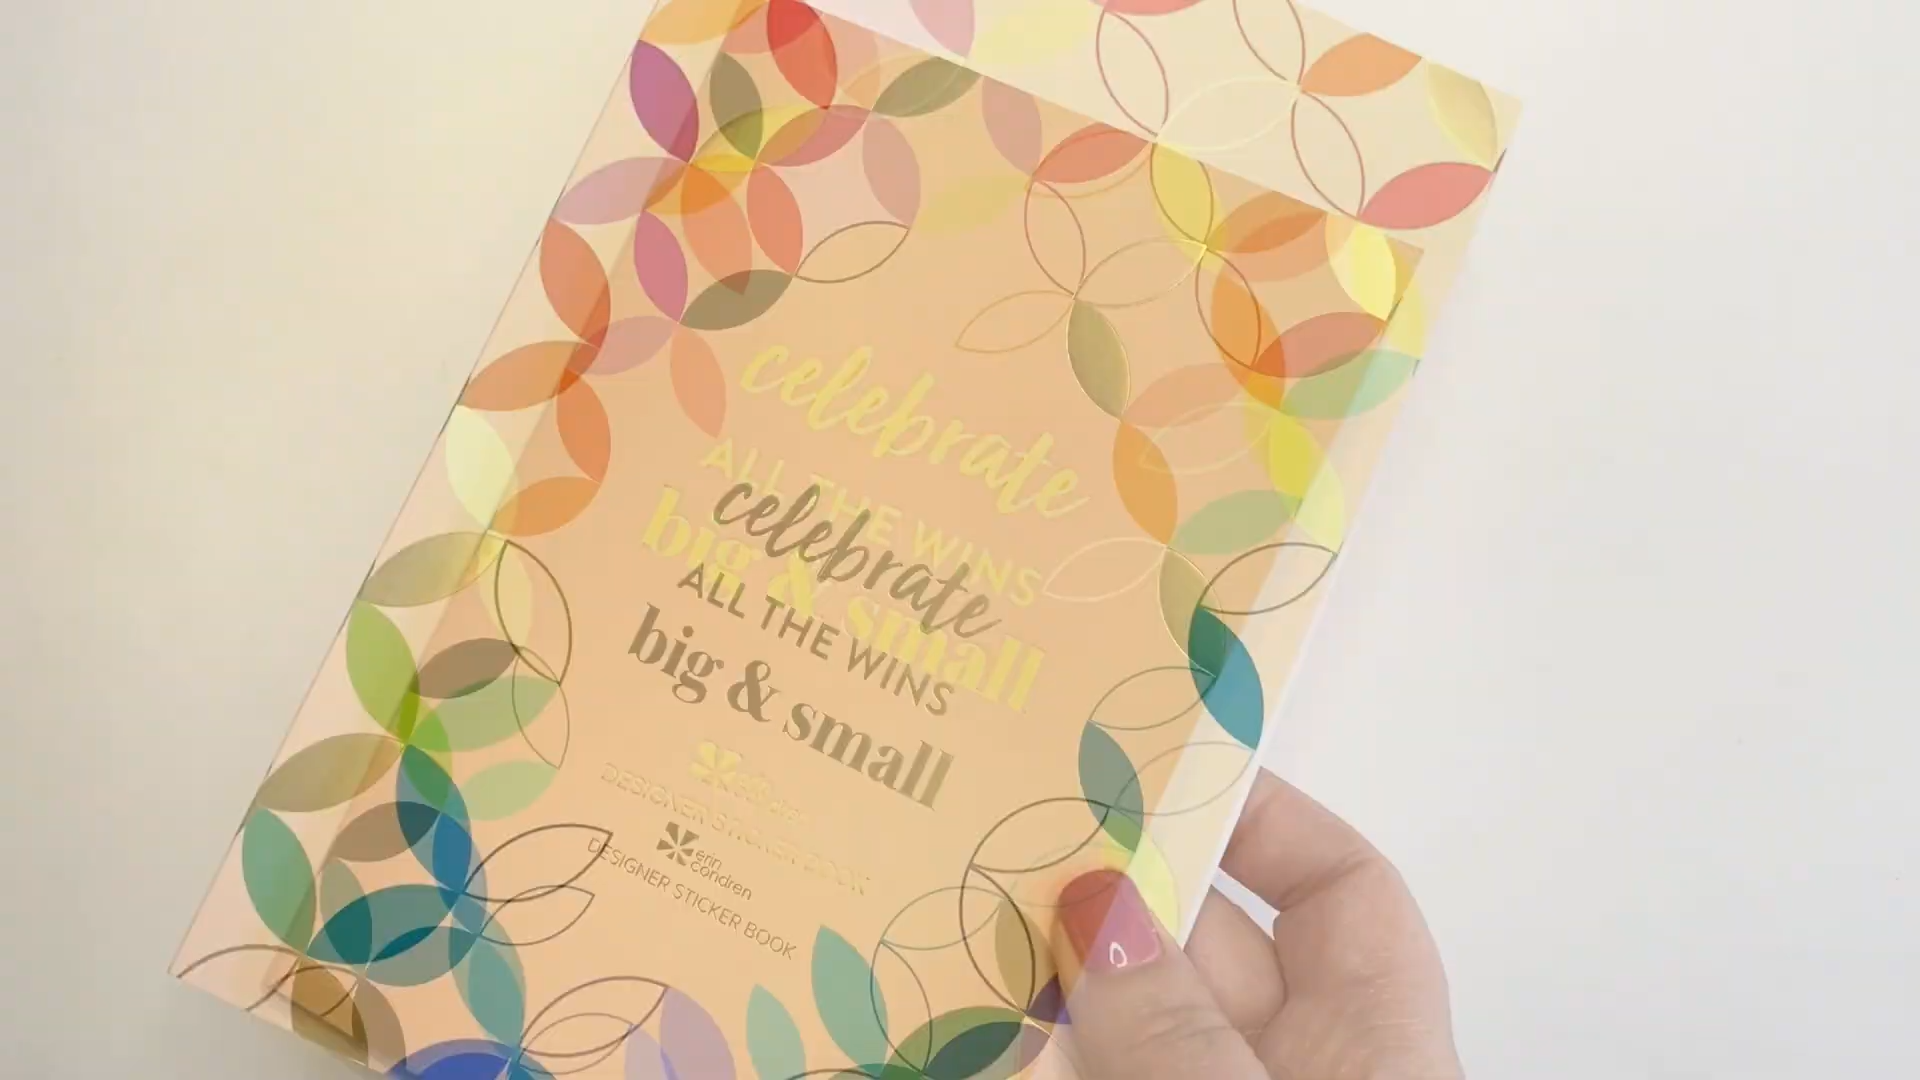 celebrate
ALL THE WINS
big & small
erin condren
DESIGNER STICKER BOOK
celebrate
ALL THE WINS
big & small
erin
condren
DESIGNER STICKER BOOK